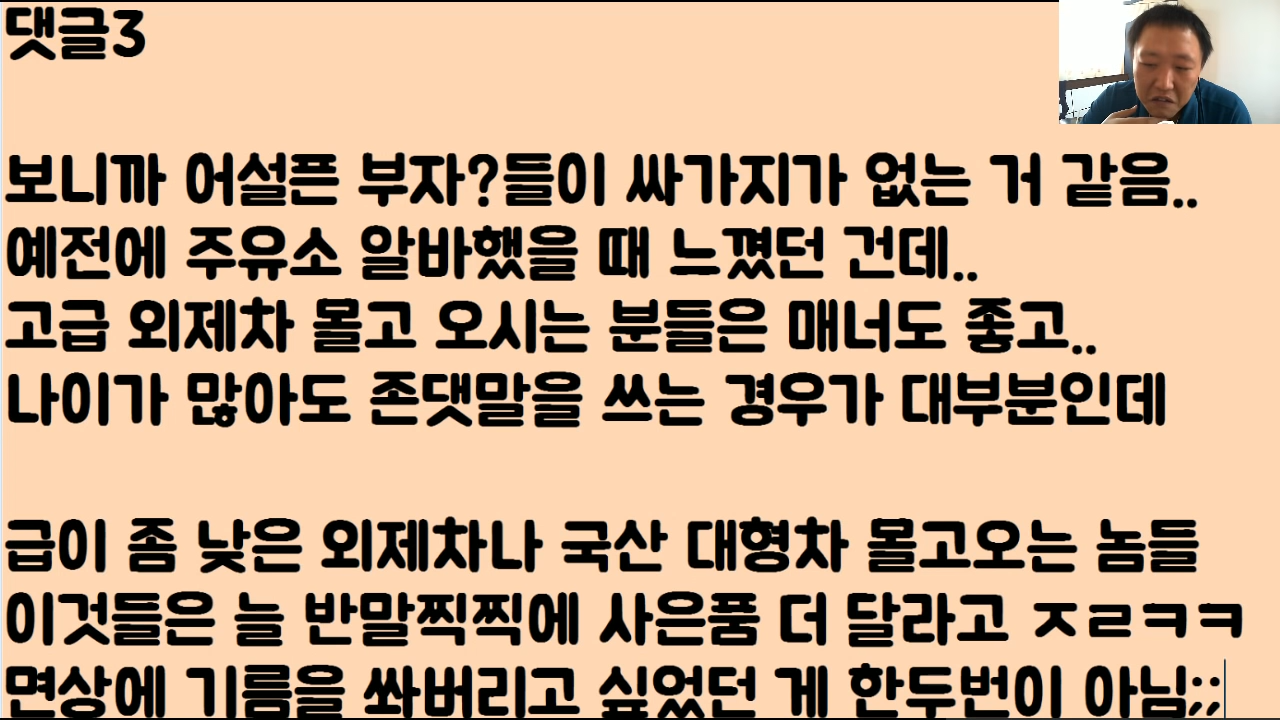 댓글3
보니까 어설픈 부자?들이 싸가지가 없는 거 같음..
예전에 주유소 알바했을 때 느꼈던 건데..
고급 외제차 몰고 오시는 분들은 매너도 좋고..
나이가 많아도 존댓말을 쓰는 경우가 대부분인데
급이 좀 낮은 외제차나 국산 대형차 몰고오는 놈들
이것들은 늘 반말찍찍에 사은품 더 달라고 ㅈㄹㅋㅋ
면상에 기름을 쏴버리고 싶었던 게 한두번이 아님;;